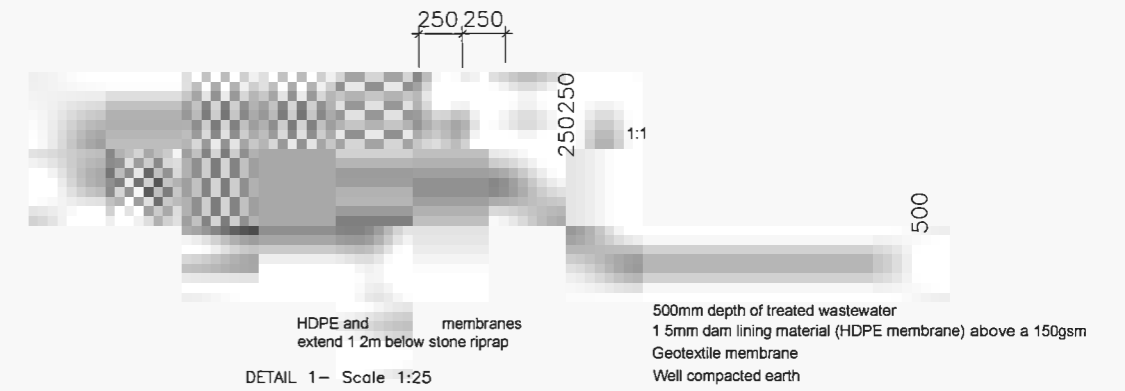 250 250
250 250
1:1
500
HDPE and membranes
extend 1 2m below stone riprap
500mm depth of treated wastewater
1 5mm dam lining material (HDPE membrane) above a 150gsm
Geotextile membrane
Well compacted earth
DETAIL 1- Scale 1:25